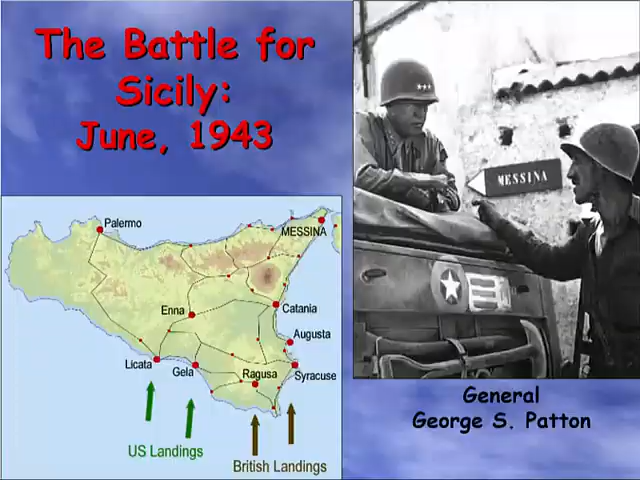 The Battle for
Sicily:
June, 1943
MESSINA
Palermo
MESSINA
Enna
Catania
Augusta
Licata
Gela
Ragusa
Syracuse
US Landings
British Landings
General
George S. Patton